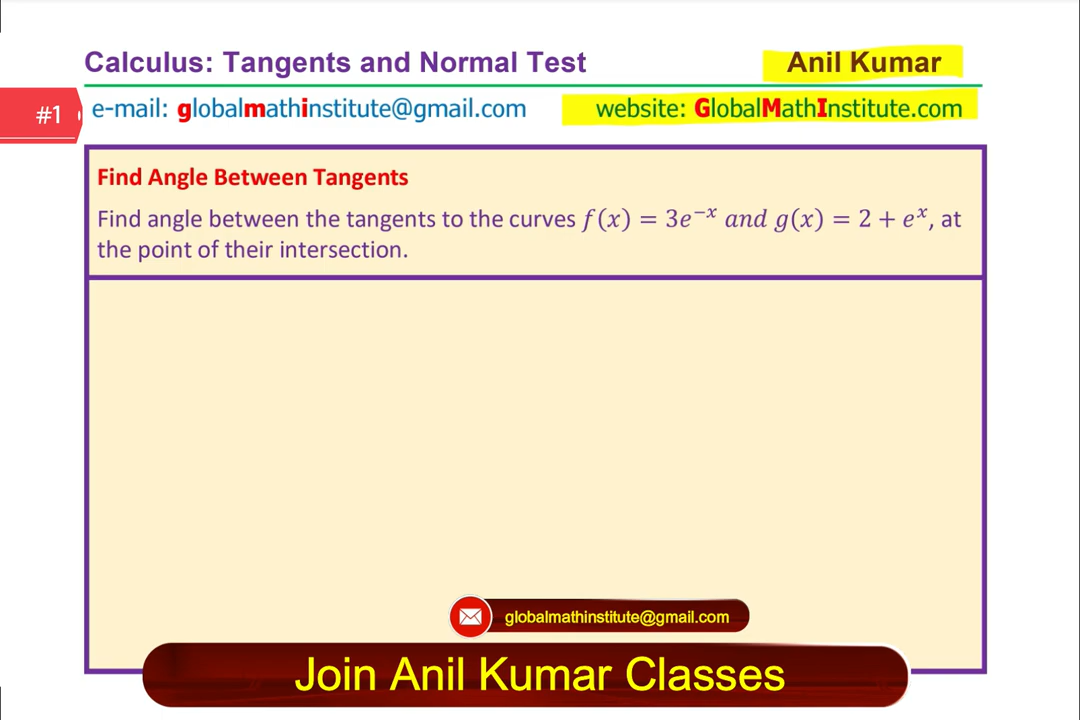 Calculus: Tangents and Normal Test Anil Kumar
#1 e-mail: globalmathinstitute@gmail.com website: GlobalMathInstitute.com
Find Angle Between Tangents
Find angle between the tangents to the curves f(x) = 3e⁻ˣ and g(x) = 2 + eˣ, at
the point of their intersection.
globalmathinstitute@gmail.com
Join Anil Kumar Classes